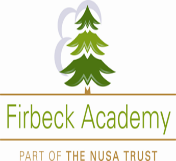 Firbeck Academy
PART OF THE NUSA TRUST